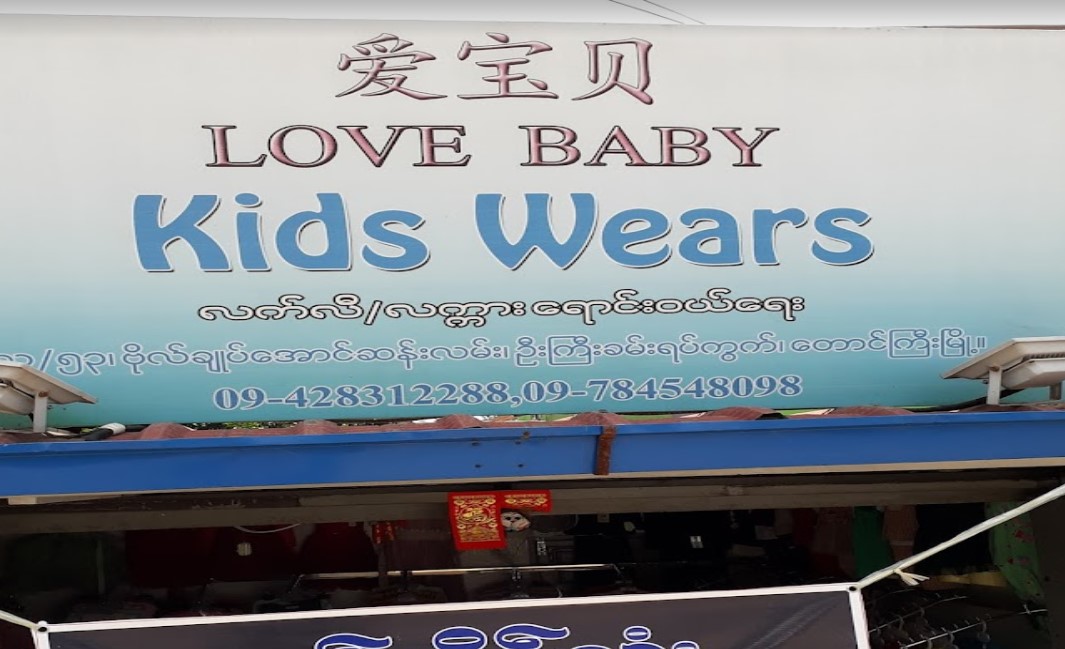 爱宝贝
LOVE BABY
Kids Wears
လက်လီ/လက္ကားရောင်းဝယ်ရေး
/၅၃၊ ဗိုလ်ချုပ်အောင်ဆန်းလမ်း၊ ဦးကြီးခမ်းရပ်ကွက်၊ တောင်ကြီးမြို့။
09-428312288,09-784548098